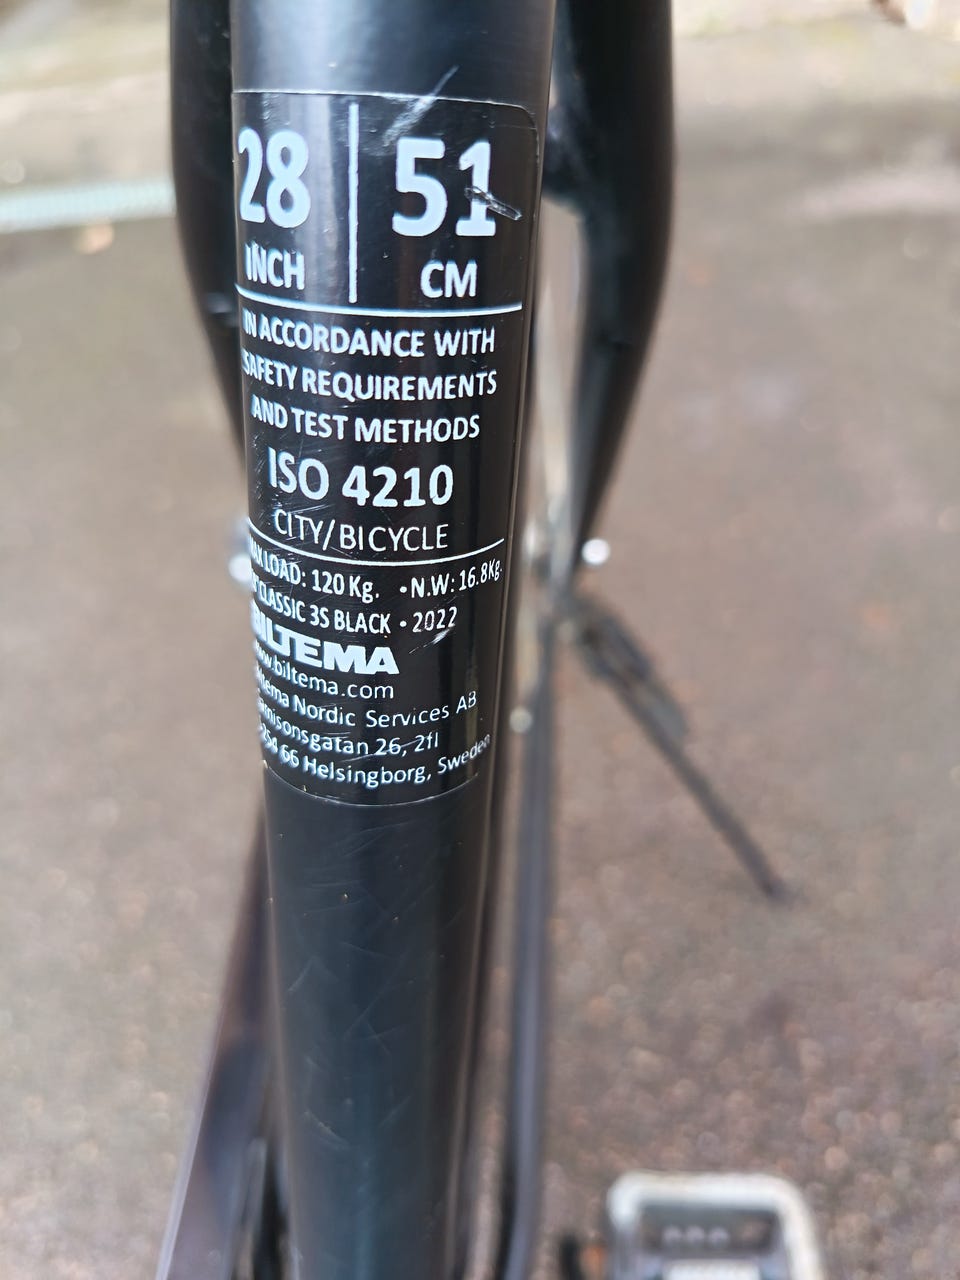 28 INCH | 51 CM
IN ACCORDANCE WITH
SAFETY REQUIREMENTS
AND TEST METHODS
ISO 4210
CITY/BICYCLE
MAX LOAD: 120 Kg. • N.W: 16.8Kg.
CLASSIC 3S BLACK • 2022
BILTEMA
www.biltema.com
Biltema Nordic Services AB
Garnisonsgatan 26, 2fl
254 66 Helsingborg, Sweden